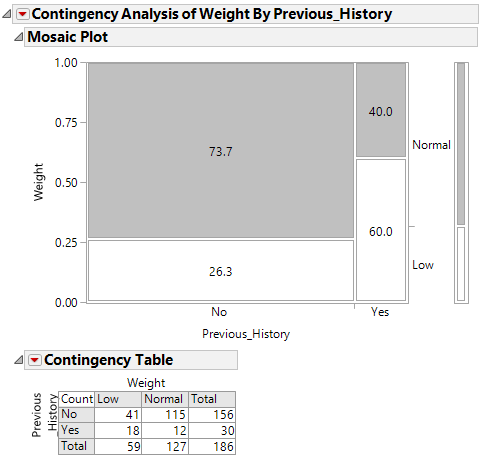 Contingency Analysis of Weight By Previous_History
Mosaic Plot
1.00
0.75
0.50
0.25
0.00
Weight
73.7
26.3
40.0
60.0
Normal
Low
No Yes
Previous_History
Contingency Table
Weight
Previous
History
Count Low Normal Total
No 41 115 156
Yes 18 12 30
Total 59 127 186